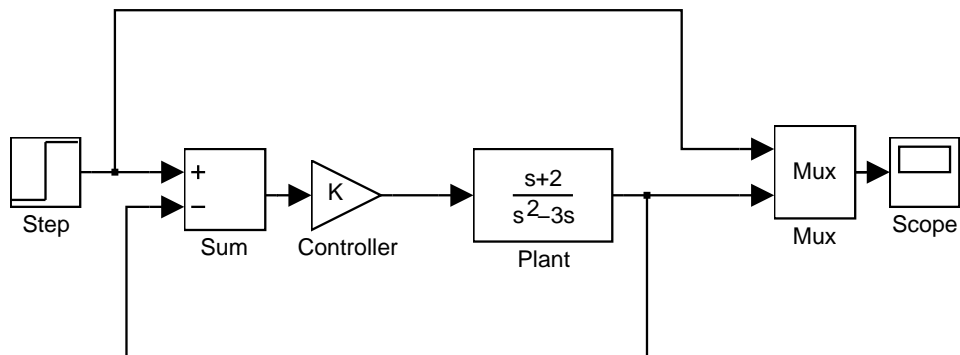 Step
+
−
Sum
K
Controller
s+2
s²−3s
Plant
Mux
Mux
Scope